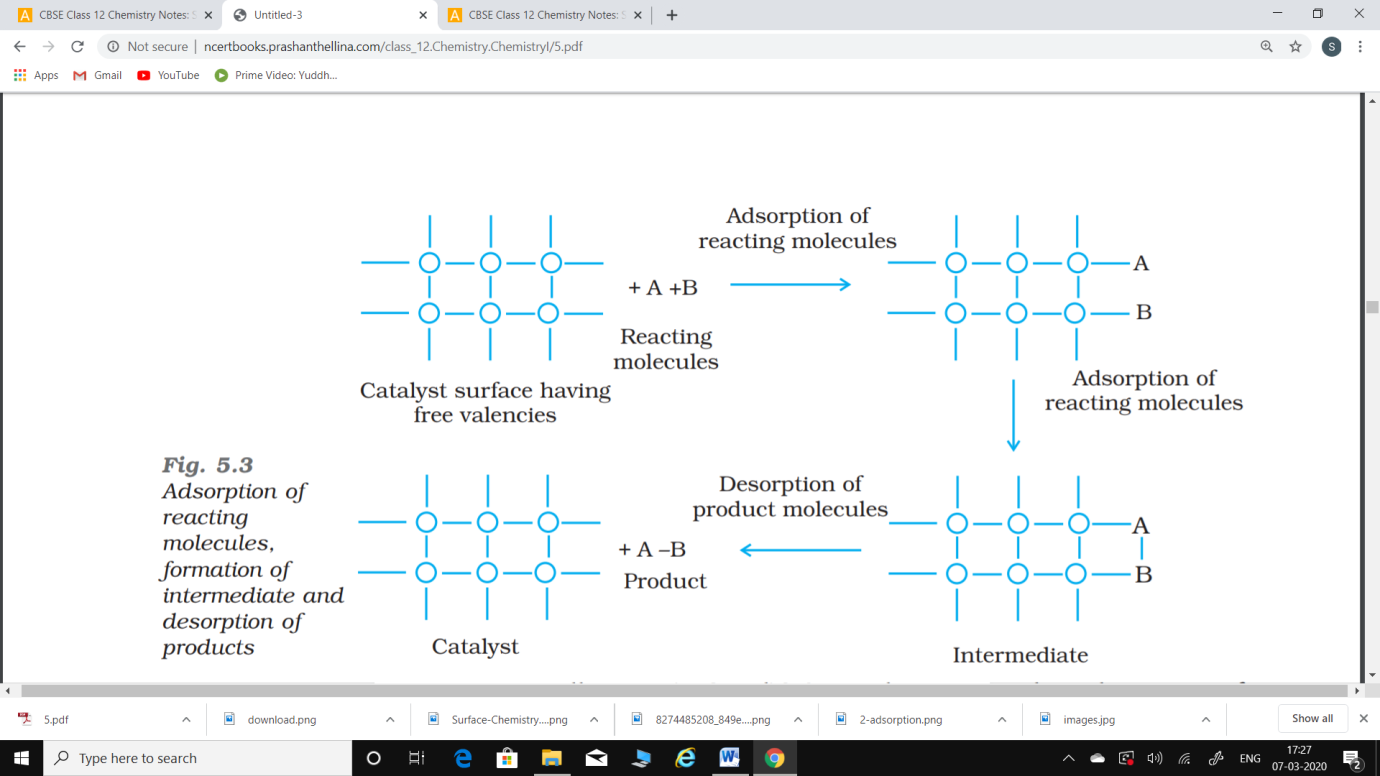 CBSE Class 12 Chemistry Notes: S
Untitled-3
CBSE Class 12 Chemistry Notes: S
Not secure | ncertbooks.prashanthellina.com/class_12.Chemistry.ChemistryI/5.pdf
S
Apps
Gmail
YouTube
Prime Video: Yuddh...
Adsorption of
reacting molecules
+ A +B
Reacting
molecules
A
B
Catalyst surface having
free valencies
Adsorption of
reacting molecules
Fig. 5.3
Adsorption of
reacting
molecules,
formation of
intermediate and
desorption of
products
Desorption of
product molecules
+ A –B
Product
A
B
Catalyst
Intermediate
5.pdf
download.png
Surface-Chemistry....png
8274485208_849e....png
2-adsorption.png
images.jpg
Show all
Type here to search
ENG
17:27
07-03-2020
2